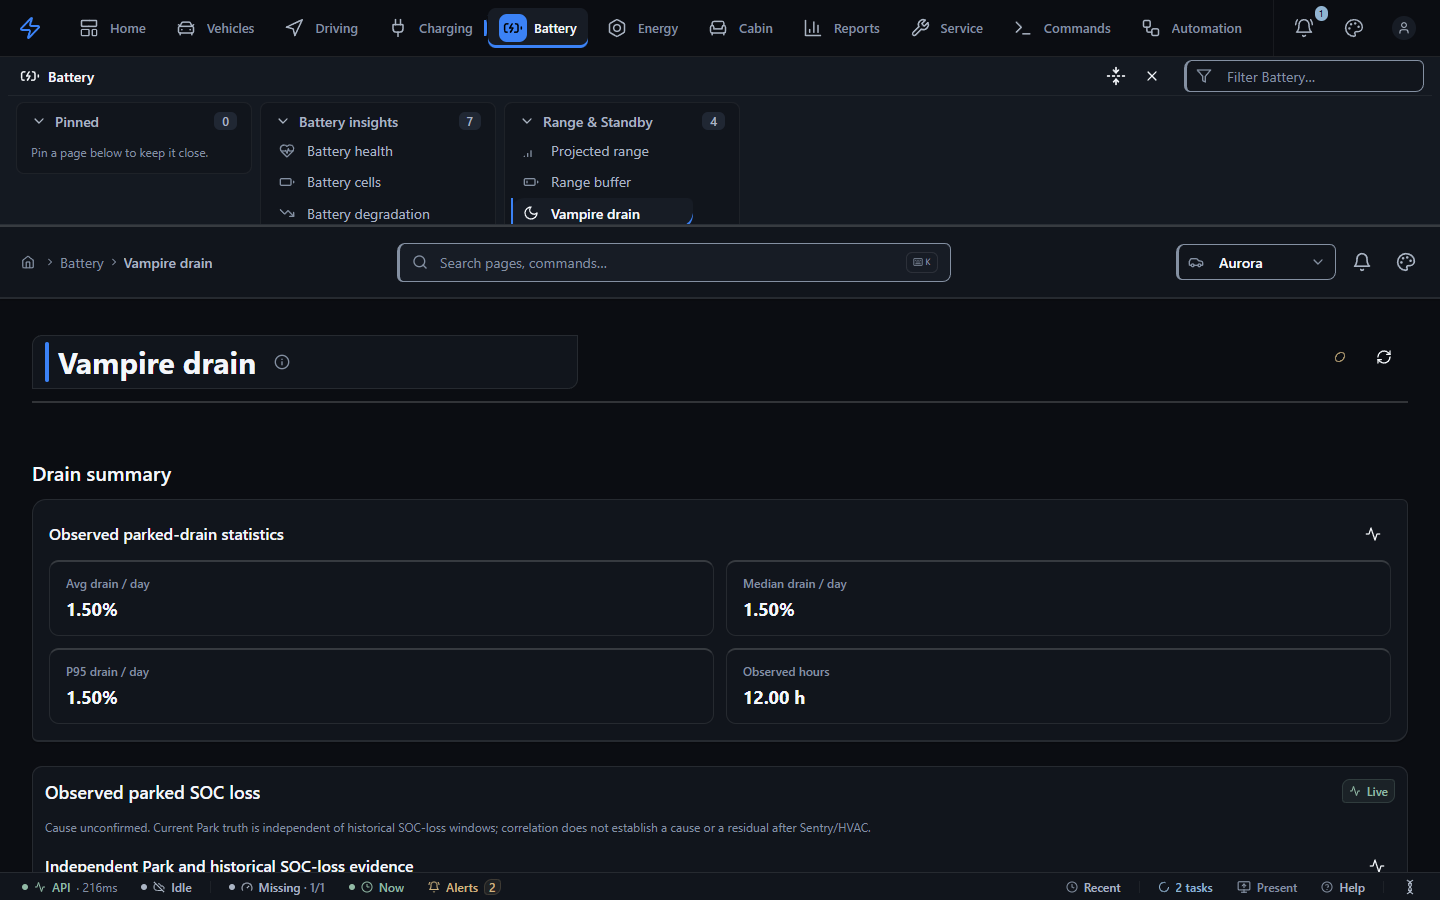 Home Vehicles Driving Charging Battery Energy Cabin Reports Service Commands Automation 1
Battery Filter Battery...
Pinned 0
Pin a page below to keep it close.
Battery insights 7
Battery health
Battery cells
Battery degradation
Range & Standby 4
Projected range
Range buffer
Vampire drain
Battery Vampire drain Search pages, commands... K Aurora
Vampire drain
Drain summary
Observed parked-drain statistics
Avg drain / day
1.50%
Median drain / day
1.50%
P95 drain / day
1.50%
Observed hours
12.00 h
Observed parked SOC loss Live
Cause unconfirmed. Current Park truth is independent of historical SOC-loss windows; correlation does not establish a cause or a residual after Sentry/HVAC.
Independent Park and historical SOC-loss evidence
API · 216ms Idle Missing · 1/1 Now Alerts 2 Recent 2 tasks Present Help